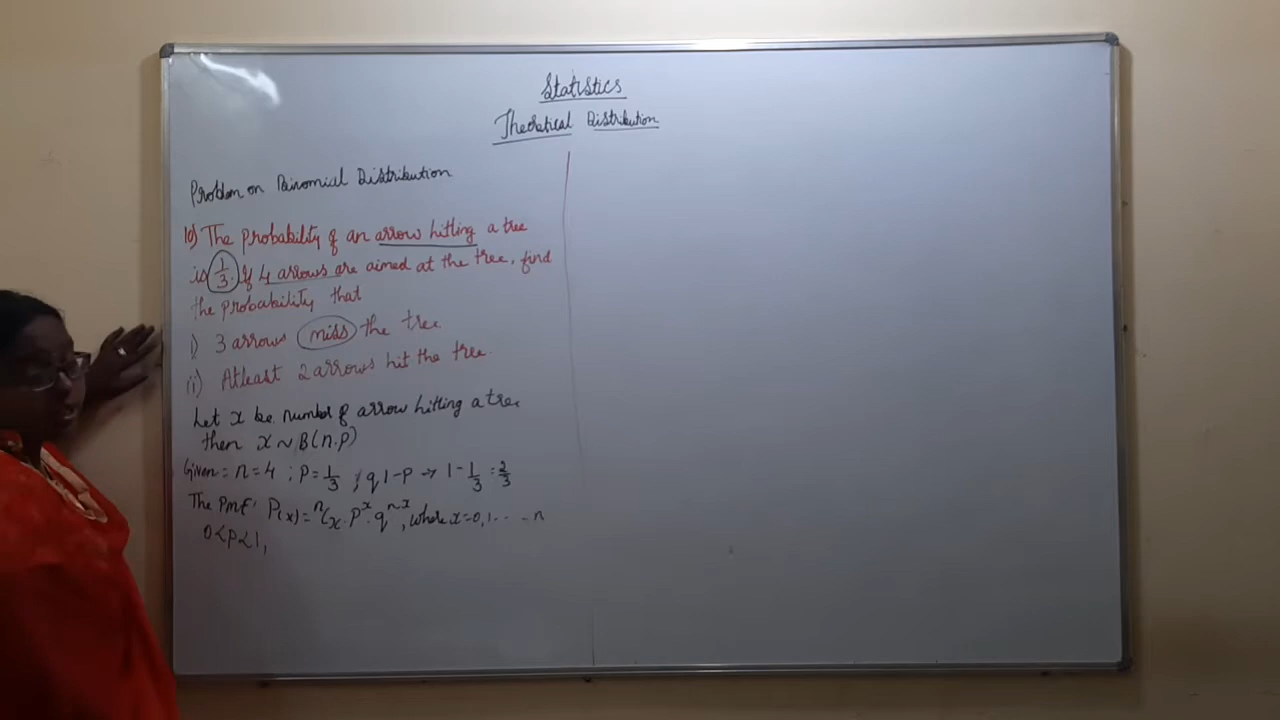 Statistics
Theoretical Distribution
Problem on Binomial Distribution
10) The probability of an arrow hitting a tree
is 1/3. If 4 arrows are aimed at the tree, find
the probability that
i) 3 arrows miss the tree
ii) Atleast 2 arrows hit the tree.
Let x be number of arrow hitting a tree
then x ~ B(n.p)
Given = n = 4 ; p = 1/3 ; q 1-p → 1 - 1/3 = 2/3
The Pmf: P(x) = ⁿCₓ. pˣ. qⁿ⁻ˣ, where x=0,1.....n
0<p<1,